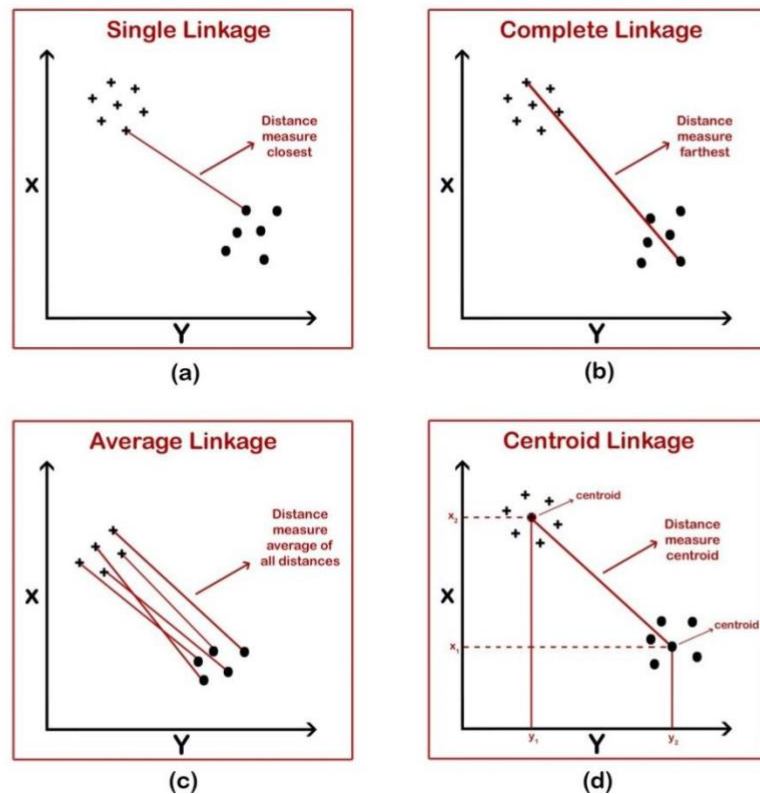 Single Linkage
X
Distance
measure
closest
Y
(a)
Complete Linkage
X
Distance
measure
farthest
Y
(b)
Average Linkage
X
Distance
measure
average of
all distances
Y
(c)
Centroid Linkage
X
x₂
x₁
centroid
Distance
measure
centroid
centroid
y₁
Y
y₂
(d)